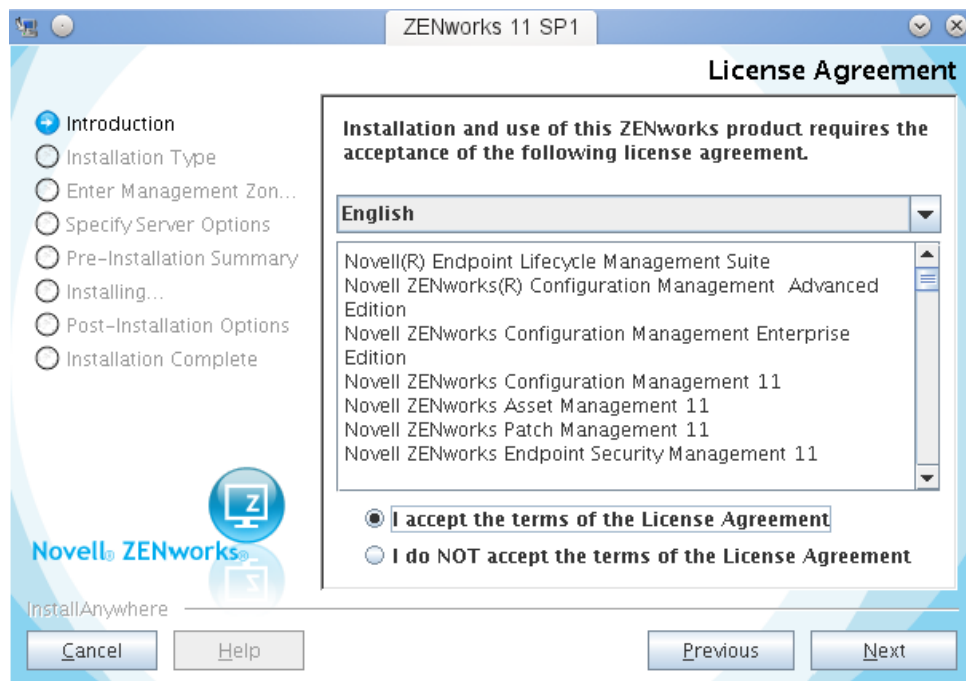 ZENworks 11 SP1
License Agreement
Introduction
Installation Type
Enter Management Zon...
Specify Server Options
Pre-Installation Summary
Installing...
Post-Installation Options
Installation Complete
Installation and use of this ZENworks product requires the
acceptance of the following license agreement.
English
Novell(R) Endpoint Lifecycle Management Suite
Novell ZENworks(R) Configuration Management  Advanced
Edition
Novell ZENworks Configuration Management Enterprise
Edition
Novell ZENworks Configuration Management 11
Novell ZENworks Asset Management 11
Novell ZENworks Patch Management 11
Novell ZENworks Endpoint Security Management 11
I accept the terms of the License Agreement
I do NOT accept the terms of the License Agreement
Z
Novell® ZENworks®
InstallAnywhere
Cancel
Help
Previous
Next